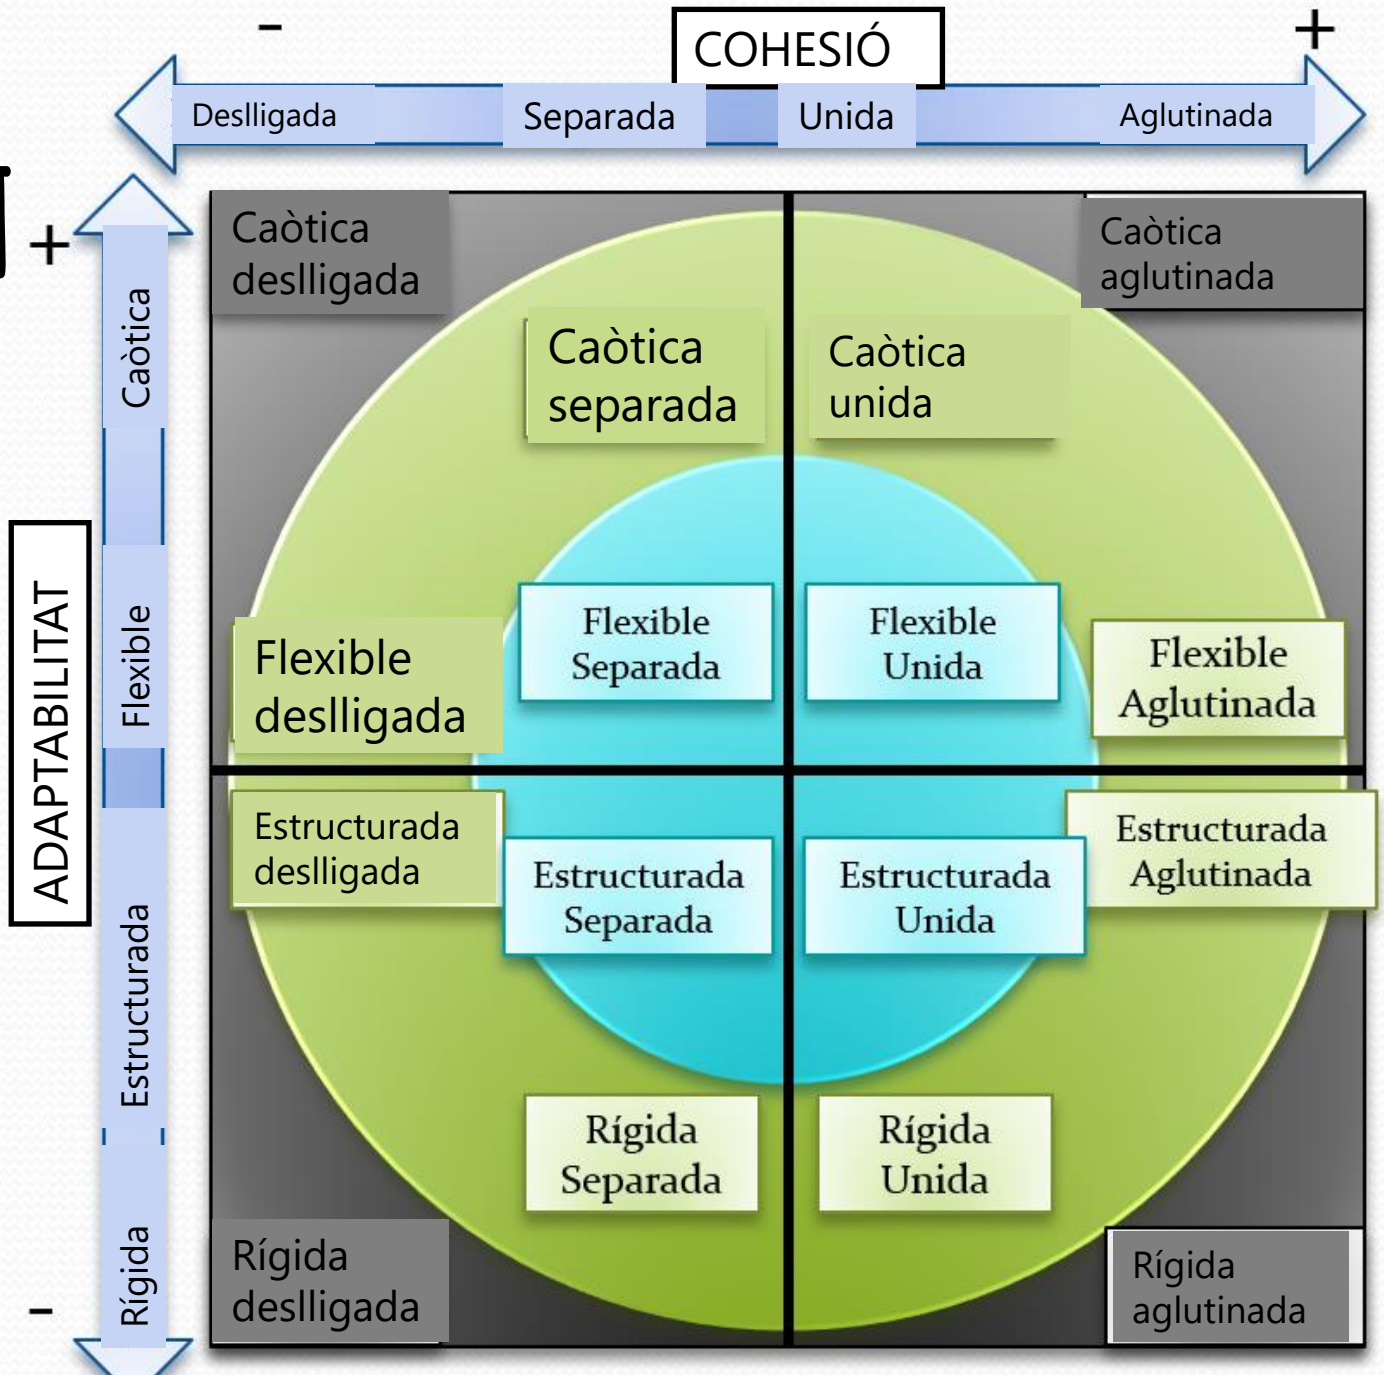 -
COHESIÓ
+
Deslligada
Separada
Unida
Aglutinada
+
Caòtica
Flexible
Estructurada
Rígida
-
ADAPTABILITAT
Caòtica
deslligada
Caòtica
separada
Caòtica
unida
Caòtica
aglutinada
Flexible
deslligada
Flexible
Separada
Flexible
Unida
Flexible
Aglutinada
Estructurada
deslligada
Estructurada
Separada
Estructurada
Unida
Estructurada
Aglutinada
Rígida
deslligada
Rígida
Separada
Rígida
Unida
Rígida
aglutinada